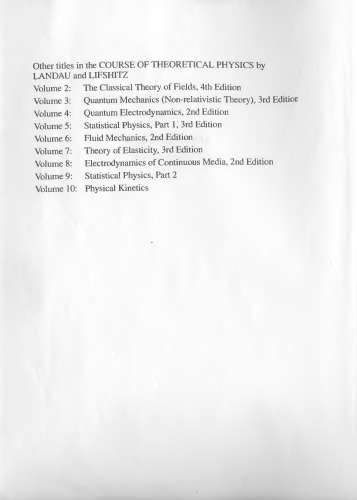 Other titles in the COURSE OF THEORETICAL PHYSICS by
LANDAU and LIFSHITZ
Volume 2: The Classical Theory of Fields, 4th Edition
Volume 3: Quantum Mechanics (Non-relativistic Theory), 3rd Edition
Volume 4: Quantum Electrodynamics, 2nd Edition
Volume 5: Statistical Physics, Part 1, 3rd Edition
Volume 6: Fluid Mechanics, 2nd Edition
Volume 7: Theory of Elasticity, 3rd Edition
Volume 8: Electrodynamics of Continuous Media, 2nd Edition
Volume 9: Statistical Physics, Part 2
Volume 10: Physical Kinetics